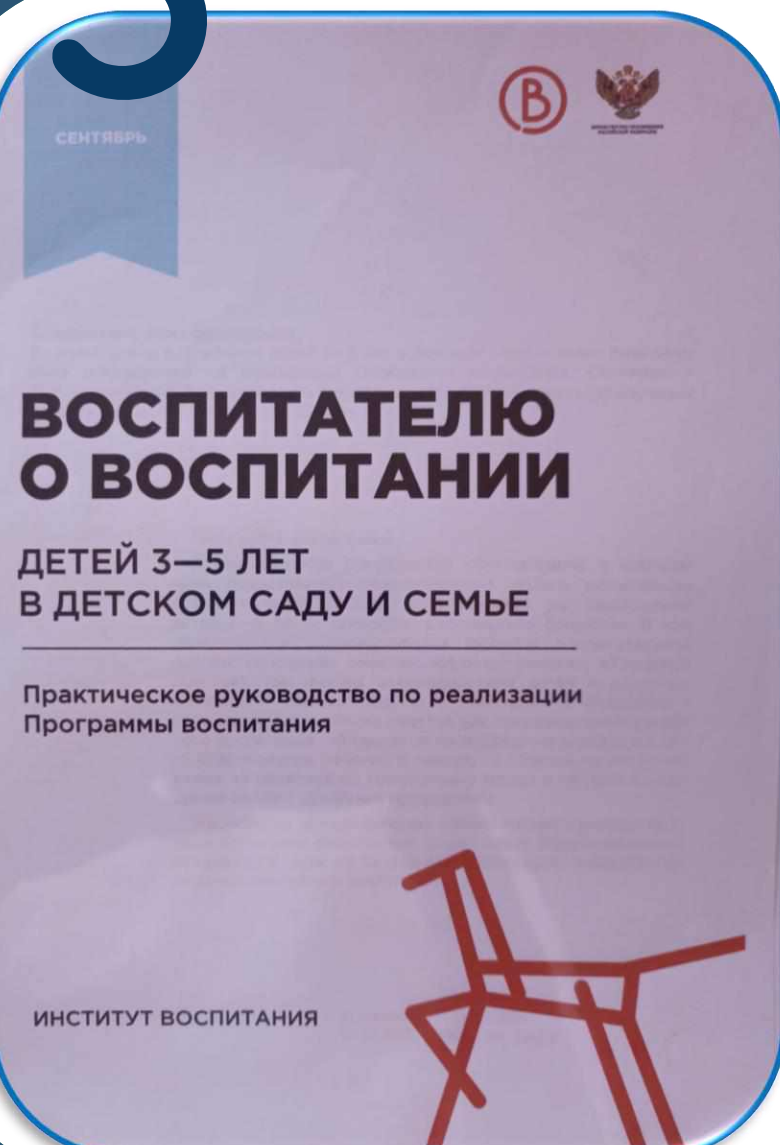 СЕНТЯБРЬ
В
ВОСПИТАТЕЛЮ
О ВОСПИТАНИИ
ДЕТЕЙ 3—5 ЛЕТ
В ДЕТСКОМ САДУ И СЕМЬЕ
Практическое руководство по реализации
Программы воспитания
ИНСТИТУТ ВОСПИТАНИЯ